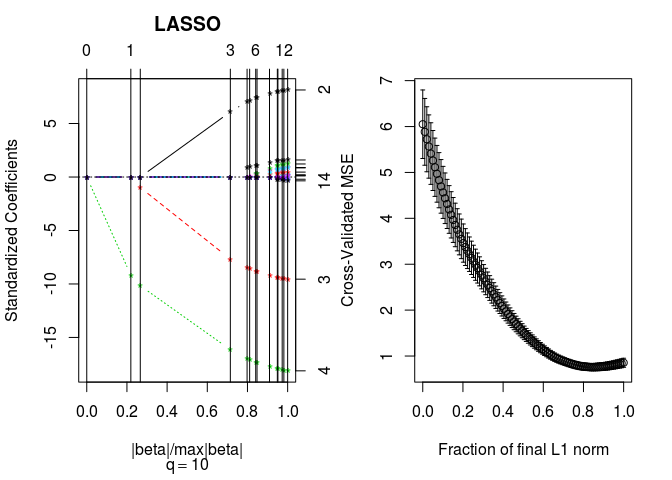 LASSO
0 1 3 6 12
Standardized Coefficients
5
0
-5
-10
-15
2
14
3
4
0.0 0.2 0.4 0.6 0.8 1.0
|beta|/max|beta|
q = 10
Cross-Validated MSE
7
6
5
4
3
2
1
0.0 0.2 0.4 0.6 0.8 1.0
Fraction of final L1 norm